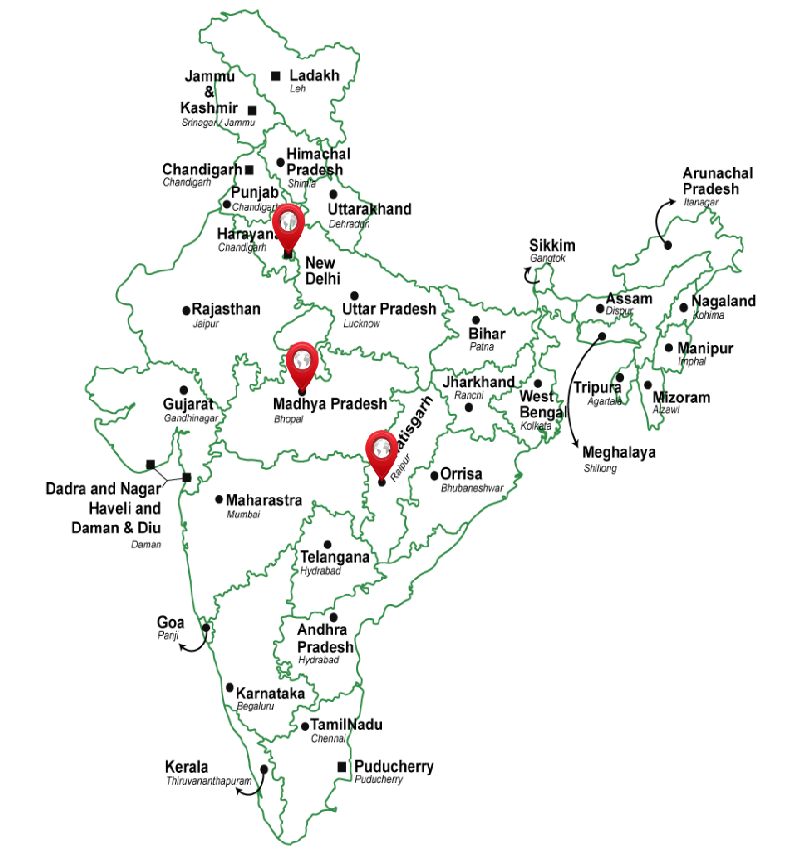 Ladakh
Leh
Jammu
&
Kashmir
Srinagar/ Jammu
Himachal
Pradesh
Shimla
Chandigarh
Chandigarh
Punjab
Chandigarh
Uttarakhand
Dehradun
Arunachal
Pradesh
Itanagar
Harayana
Chandigarh
New
Delhi
Sikkim
Gangtok
Rajasthan
Jaipur
Uttar Pradesh
Lucknow
Bihar
Patna
Assam
Dispur
Nagaland
Kohima
Manipur
Imphal
Gujarat
Gandhinagar
Madhya Pradesh
Bhopal
Jharkhand
Ranchi
West
Bengal
Kolkata
Tripura
Agartala
Mizoram
Aizawl
Meghalaya
Shillong
atisgarh
Raipur
Orrisa
Bhubaneshwar
Dadra and Nagar
Haveli and
Daman & Diu
Daman
Maharastra
Mumbai
Telangana
Hydrabad
Goa
Panji
Andhra
Pradesh
Hydrabad
Karnataka
Begaluru
TamilNadu
Chennai
Kerala
Thiruvananthapuram
Puducherry
Puducherry